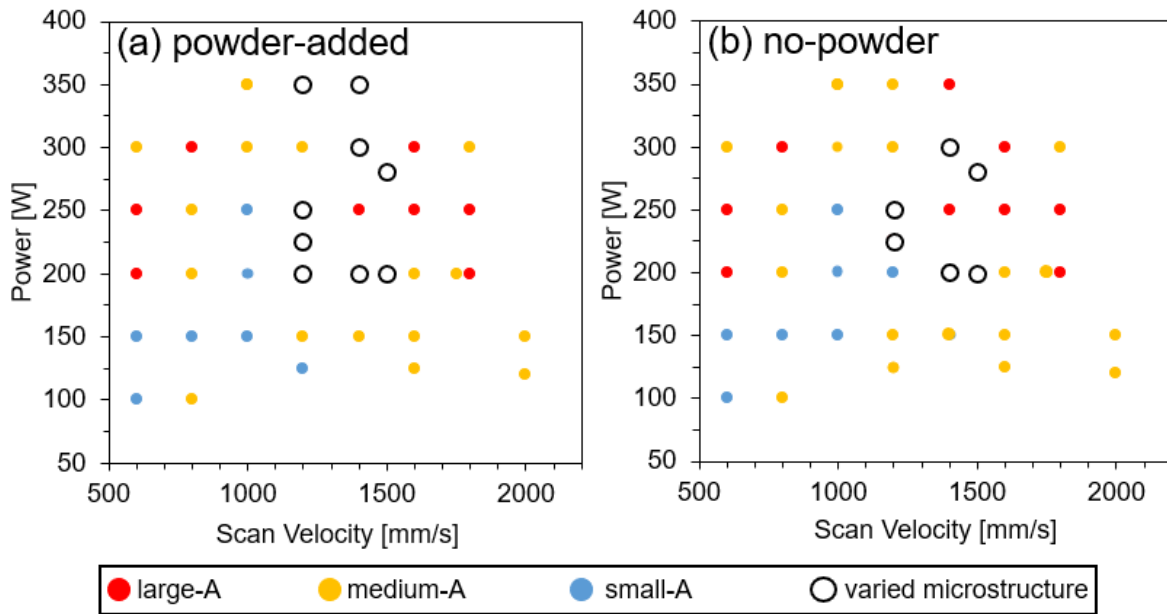 (a) powder-added
(b) no-powder
400
350
300
250
200
150
100
50
Power [W]
500 1000 1500 2000
Scan Velocity [mm/s]
400
350
300
250
200
150
100
50
Power [W]
500 1000 1500 2000
Scan Velocity [mm/s]
large-A medium-A small-A varied microstructure